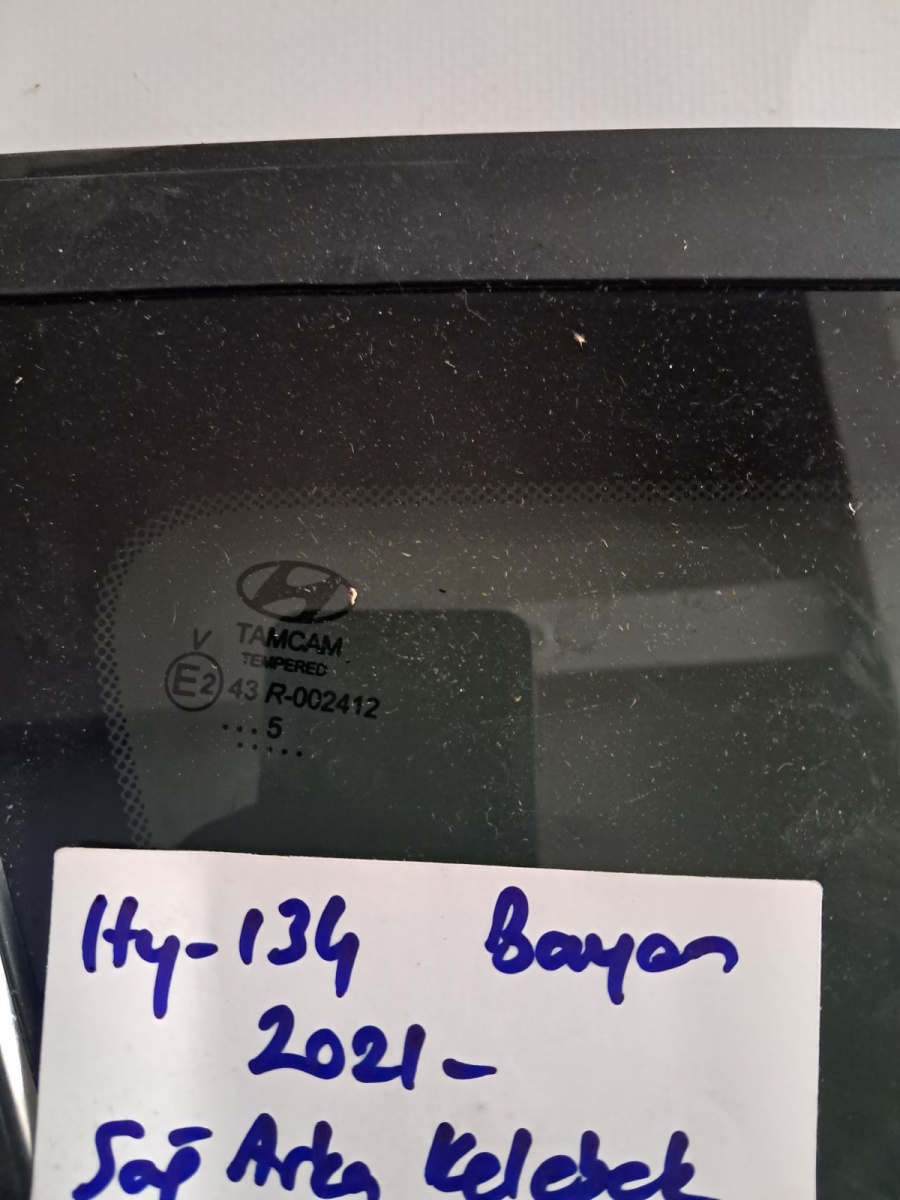 TAMCAM
TEMPERED
V
E2 43 R-002412
...5
.....
Hy-134 Bayon
2021-
Sağ Arka Kelebek